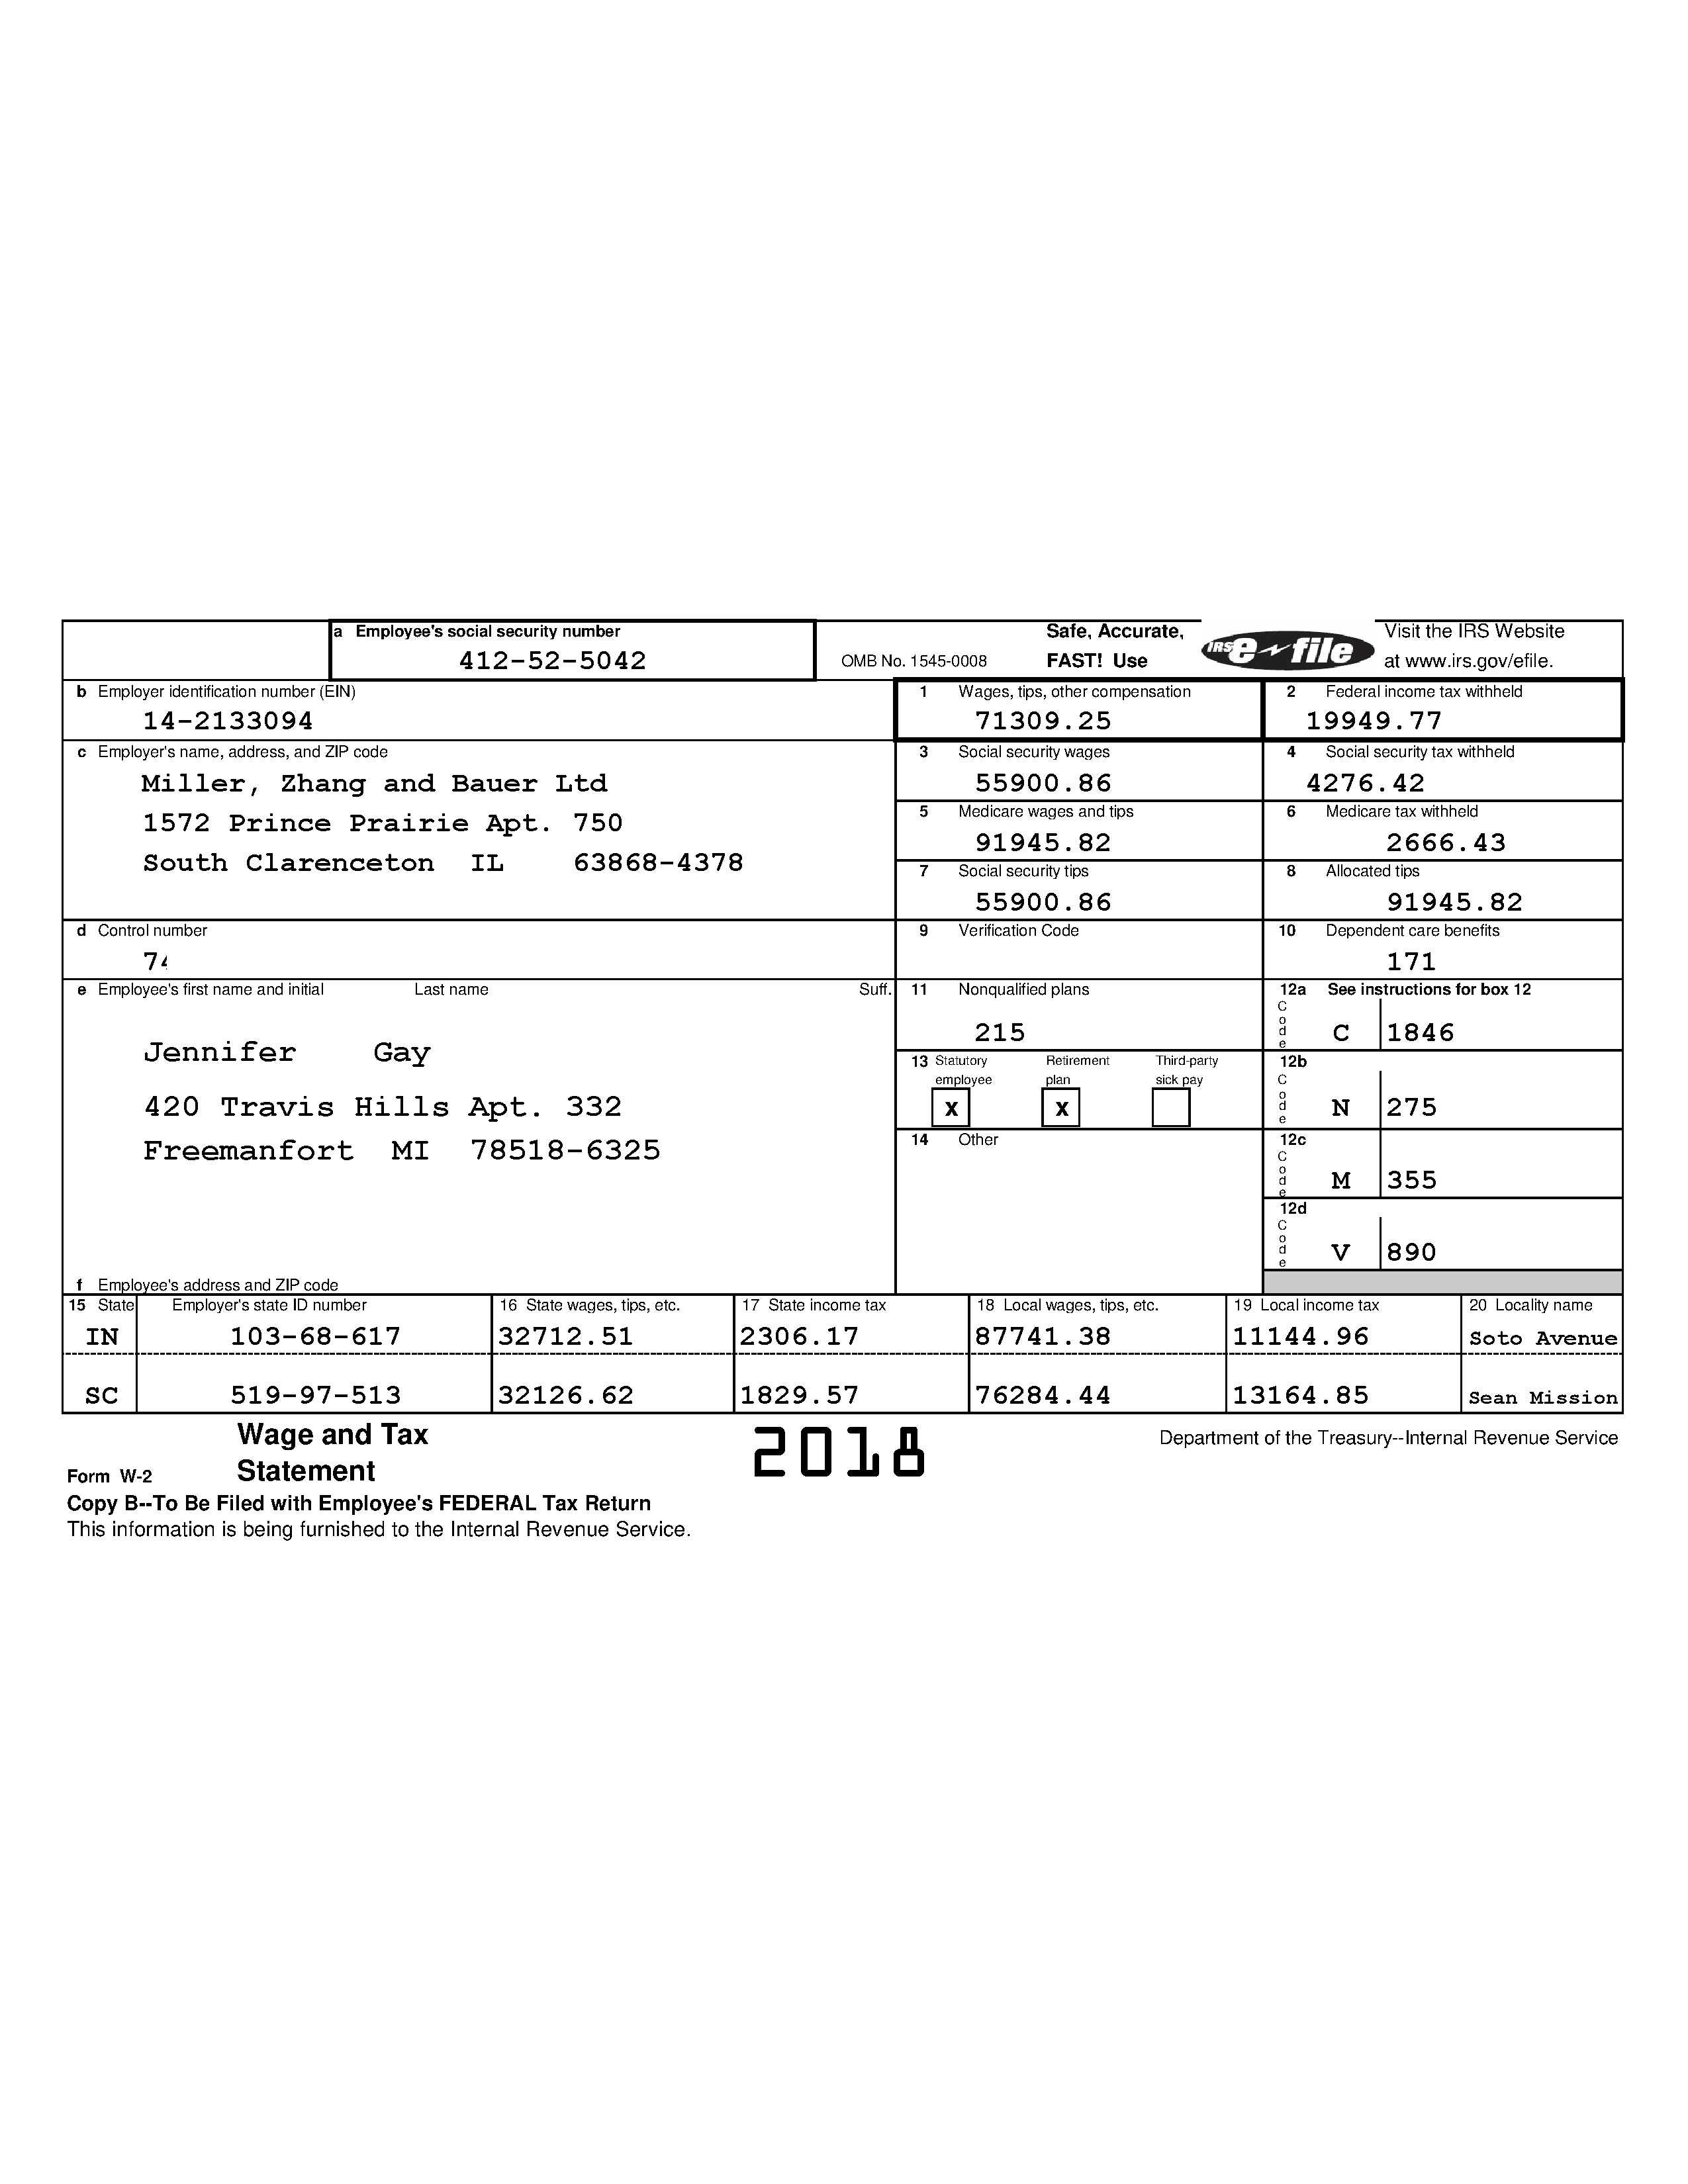 a Employee's social security number
412-52-5042
OMB No. 1545-0008
Safe, Accurate,
FAST! Use
IRS e file
Visit the IRS Website
at www.irs.gov/efile.
b Employer identification number (EIN)
14-2133094
1 Wages, tips, other compensation
71309.25
2 Federal income tax withheld
19949.77
c Employer's name, address, and ZIP code
Miller, Zhang and Bauer Ltd
1572 Prince Prairie Apt. 750
South Clarenceton IL 63868-4378
3 Social security wages
55900.86
4 Social security tax withheld
4276.42
5 Medicare wages and tips
91945.82
6 Medicare tax withheld
2666.43
7 Social security tips
55900.86
8 Allocated tips
91945.82
d Control number
9 Verification Code
10 Dependent care benefits
171
e Employee's first name and initial Last name Suff.
Jennifer Gay
420 Travis Hills Apt. 332
Freemanfort MI 78518-6325
f Employee's address and ZIP code
11 Nonqualified plans
215
12a See instructions for box 12
Code C 1846
13 Statutory employee Retirement plan Third-party sick pay
X X
12b
Code N 275
14 Other
12c
Code M 355
12d
Code V 890
15 State Employer's state ID number 16 State wages, tips, etc. 17 State income tax 18 Local wages, tips, etc. 19 Local income tax 20 Locality name
IN 103-68-617 32712.51 2306.17 87741.38 11144.96 Soto Avenue
SC 519-97-513 32126.62 1829.57 76284.44 13164.85 Sean Mission
Form W-2
Wage and Tax
Statement
2018
Department of the Treasury--Internal Revenue Service
Copy B--To Be Filed with Employee's FEDERAL Tax Return
This information is being furnished to the Internal Revenue Service.